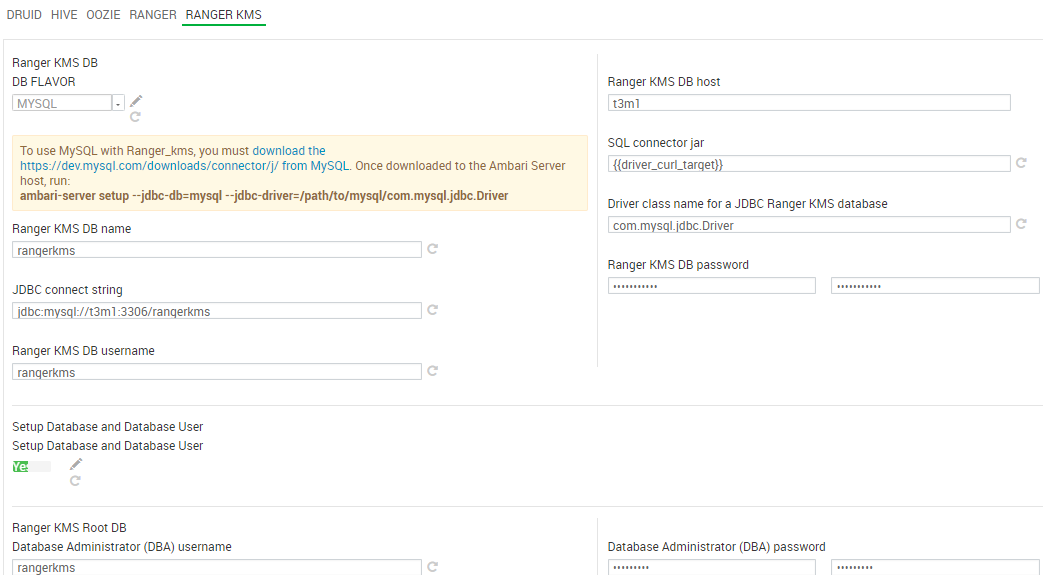 DRUID HIVE OOZIE RANGER RANGER KMS
Ranger KMS DB
DB FLAVOR
MYSQL
To use MySQL with Ranger_kms, you must download the
https://dev.mysql.com/downloads/connector/j/ from MySQL. Once downloaded to the Ambari Server
host, run:
ambari-server setup --jdbc-db=mysql --jdbc-driver=/path/to/mysql/com.mysql.jdbc.Driver
Ranger KMS DB name
rangerkms
JDBC connect string
jdbc:mysql://t3m1:3306/rangerkms
Ranger KMS DB username
rangerkms
Ranger KMS DB host
t3m1
SQL connector jar
{{driver_curl_target}}
Driver class name for a JDBC Ranger KMS database
com.mysql.jdbc.Driver
Ranger KMS DB password
••••••••••• •••••••••••
Setup Database and Database User
Setup Database and Database User
Yes
Ranger KMS Root DB
Database Administrator (DBA) username
rangerkms
Database Administrator (DBA) password
••••••••• •••••••••